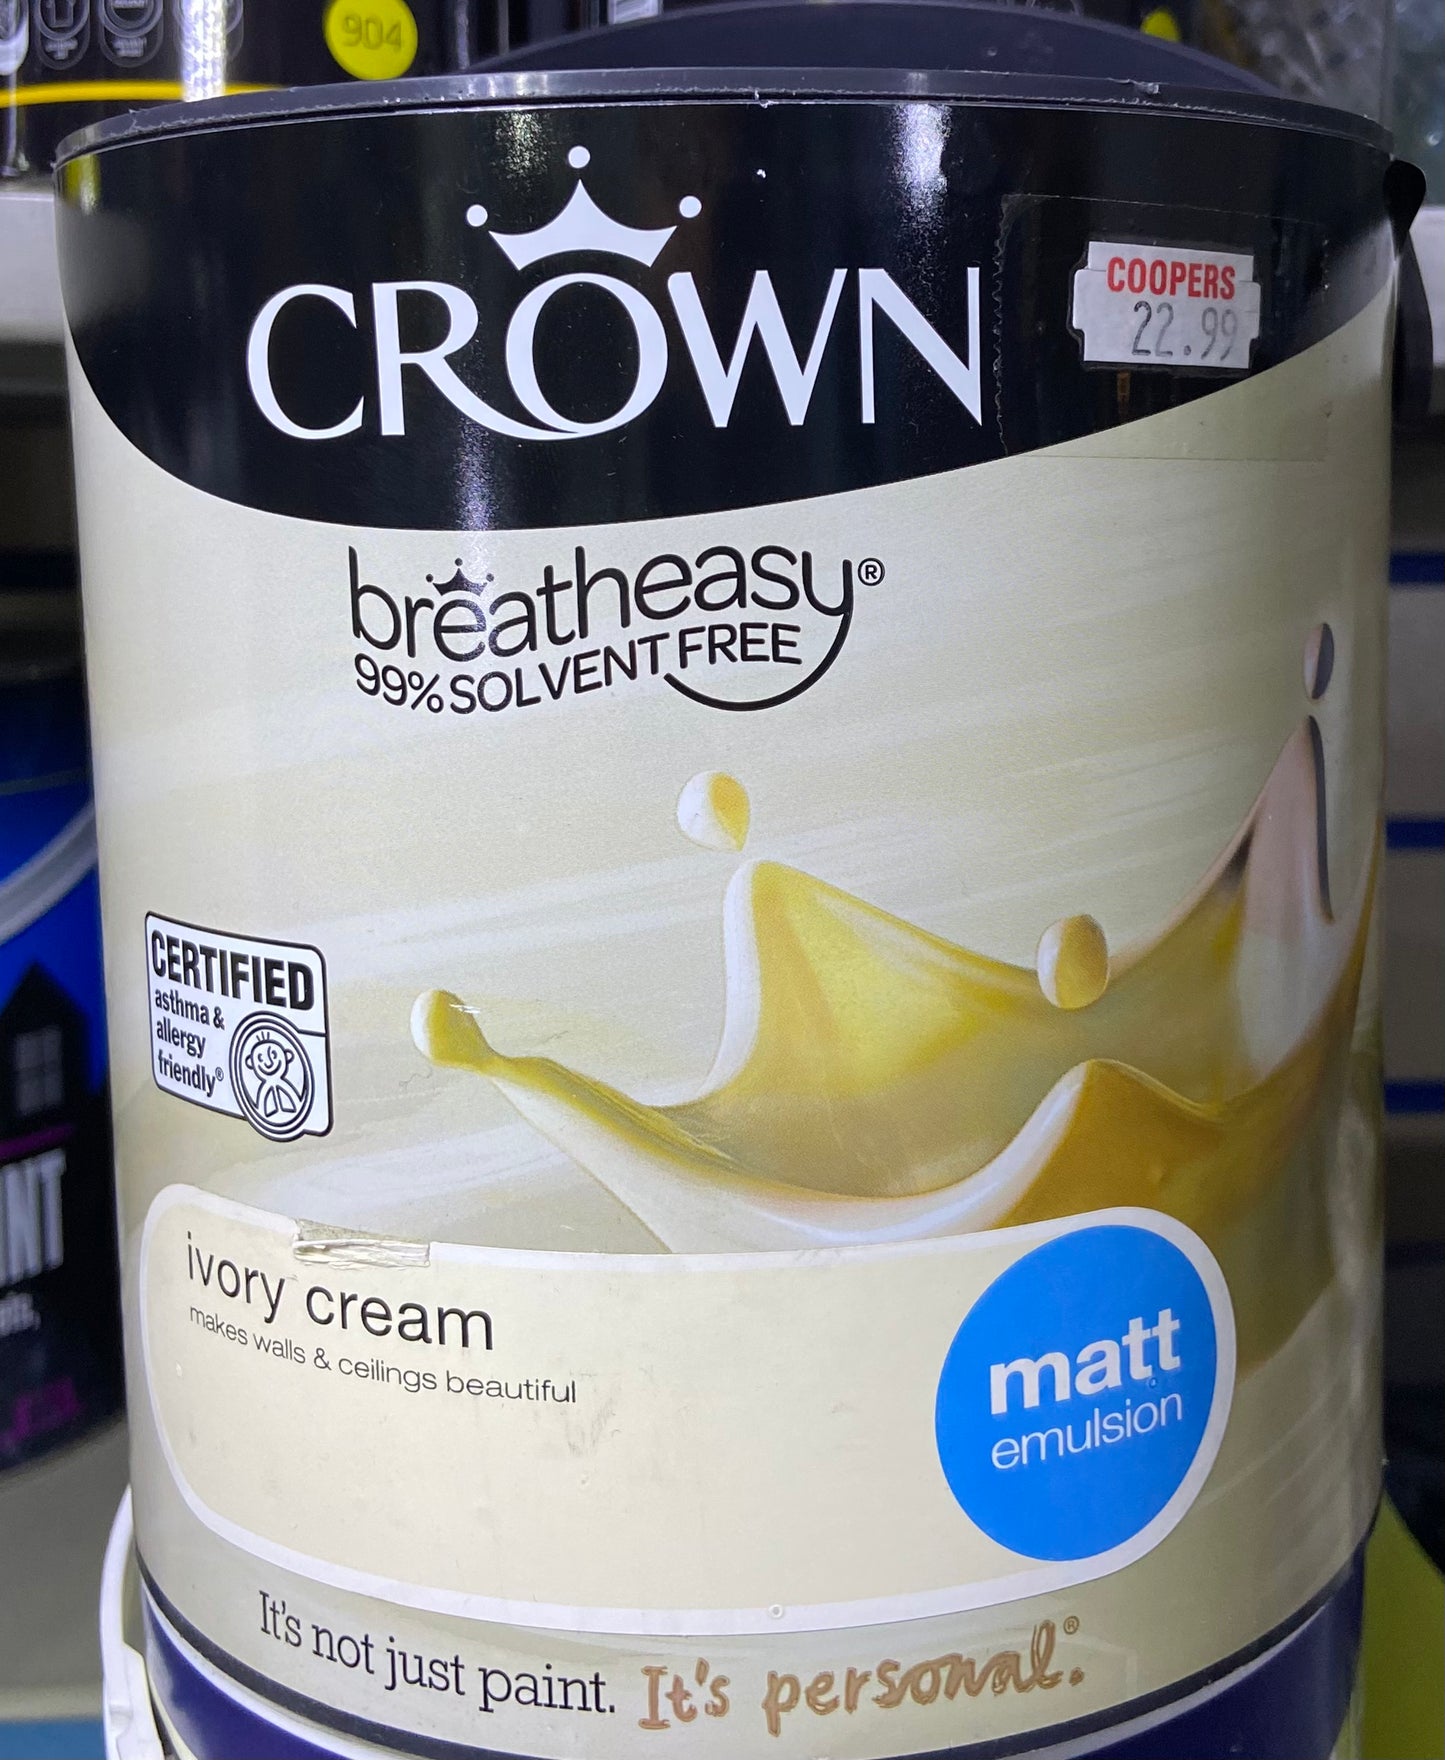 904
CROWN
COOPERS
22.99
breatheasy®
99% SOLVENT FREE
CERTIFIED
asthma &
allergy
friendly®
ivory cream
makes walls & ceilings beautiful
matt
emulsion
It's not just paint. It's personal.®